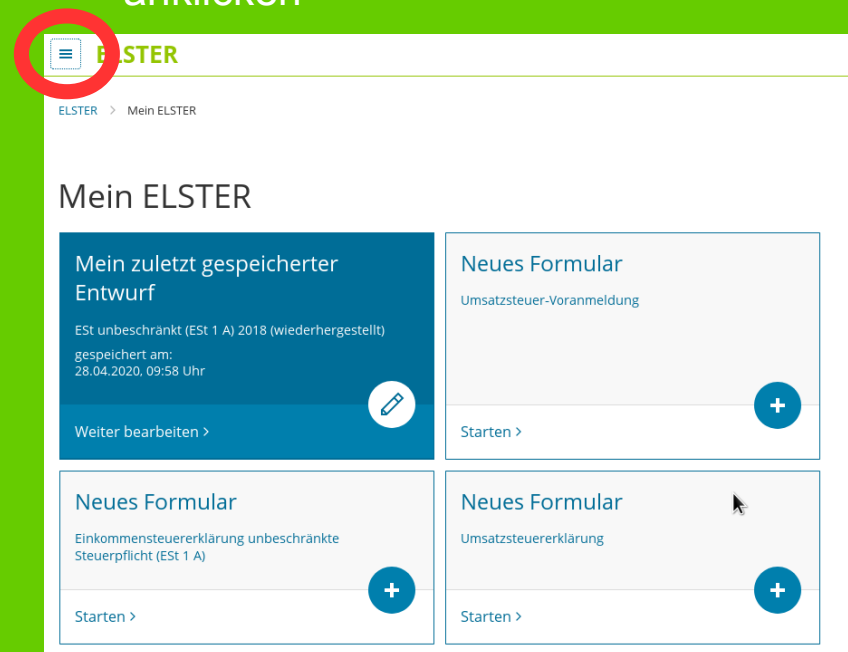 anklicken
ELSTER
ELSTER > Mein ELSTER
Mein ELSTER
Mein zuletzt gespeicherter
Entwurf
ESt unbeschränkt (ESt 1 A) 2018 (wiederhergestellt)
gespeichert am:
28.04.2020, 09:58 Uhr
Weiter bearbeiten >
Neues Formular
Umsatzsteuer-Voranmeldung
Starten >
Neues Formular
Einkommensteuererklärung unbeschränkte
Steuerpflicht (ESt 1 A)
Starten >
Neues Formular
Umsatzsteuererklärung
Starten >